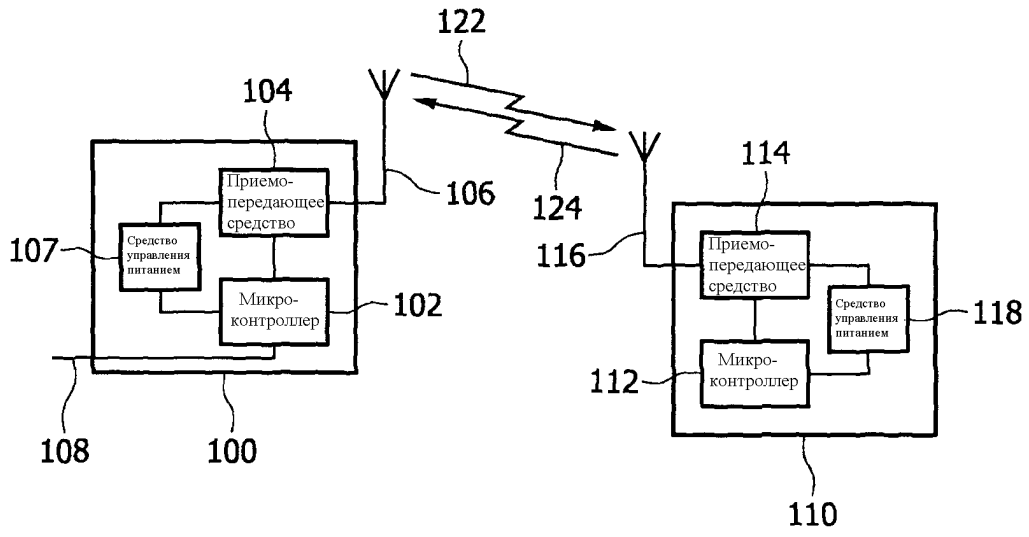 122
104
114
Приемо-
передающее
средство
106
124
107
Средство
управления
питанием
116
Приемо-
передающее
средство
Микро-
контроллер
102
Средство
управления
питанием
118
112
Микро-
контроллер
108
100
110